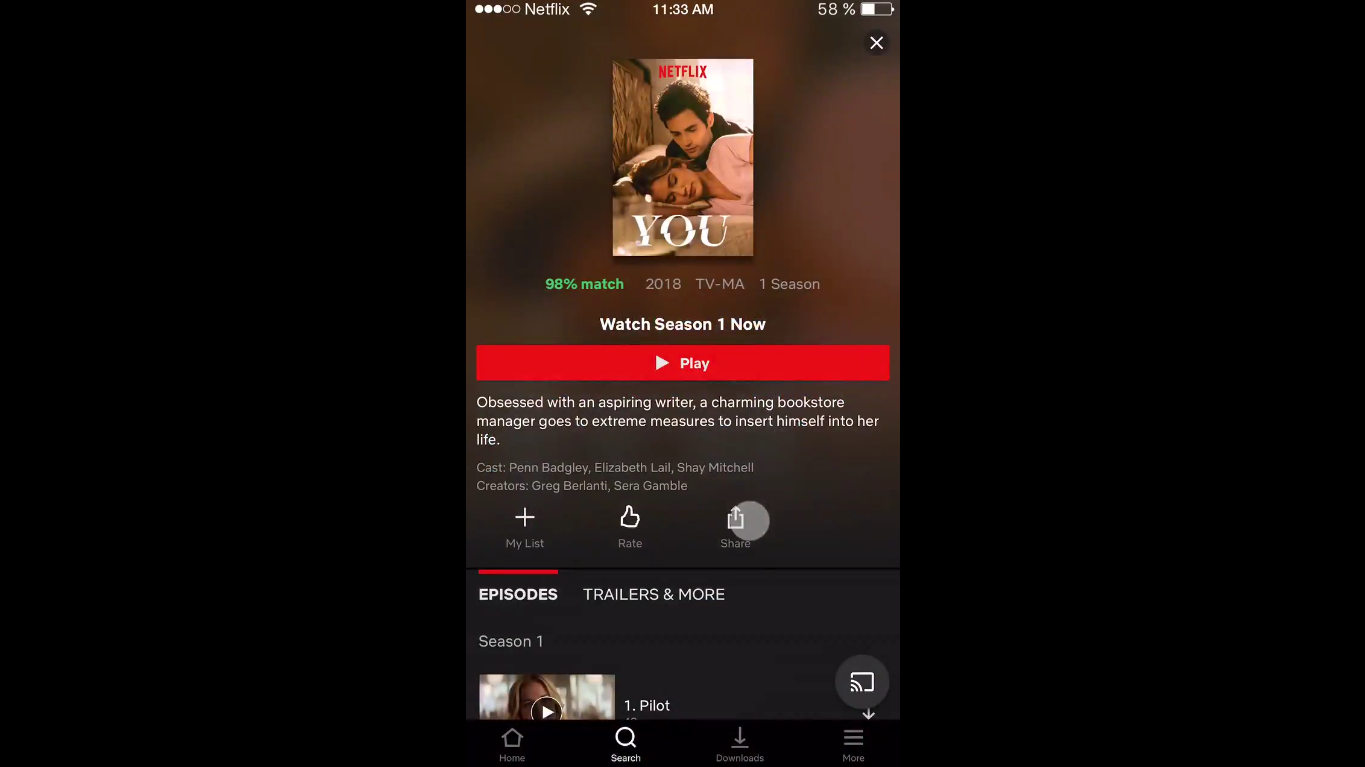 Netflix 11:33 AM 58 %
NETFLIX
YOU
98% match 2018 TV-MA 1 Season
Watch Season 1 Now
Play
Obsessed with an aspiring writer, a charming bookstore
manager goes to extreme measures to insert himself into her
life.
Cast: Penn Badgley, Elizabeth Lail, Shay Mitchell
Creators: Greg Berlanti, Sera Gamble
My List Rate Share
EPISODES TRAILERS & MORE
Season 1
1. Pilot
Home Search Downloads More